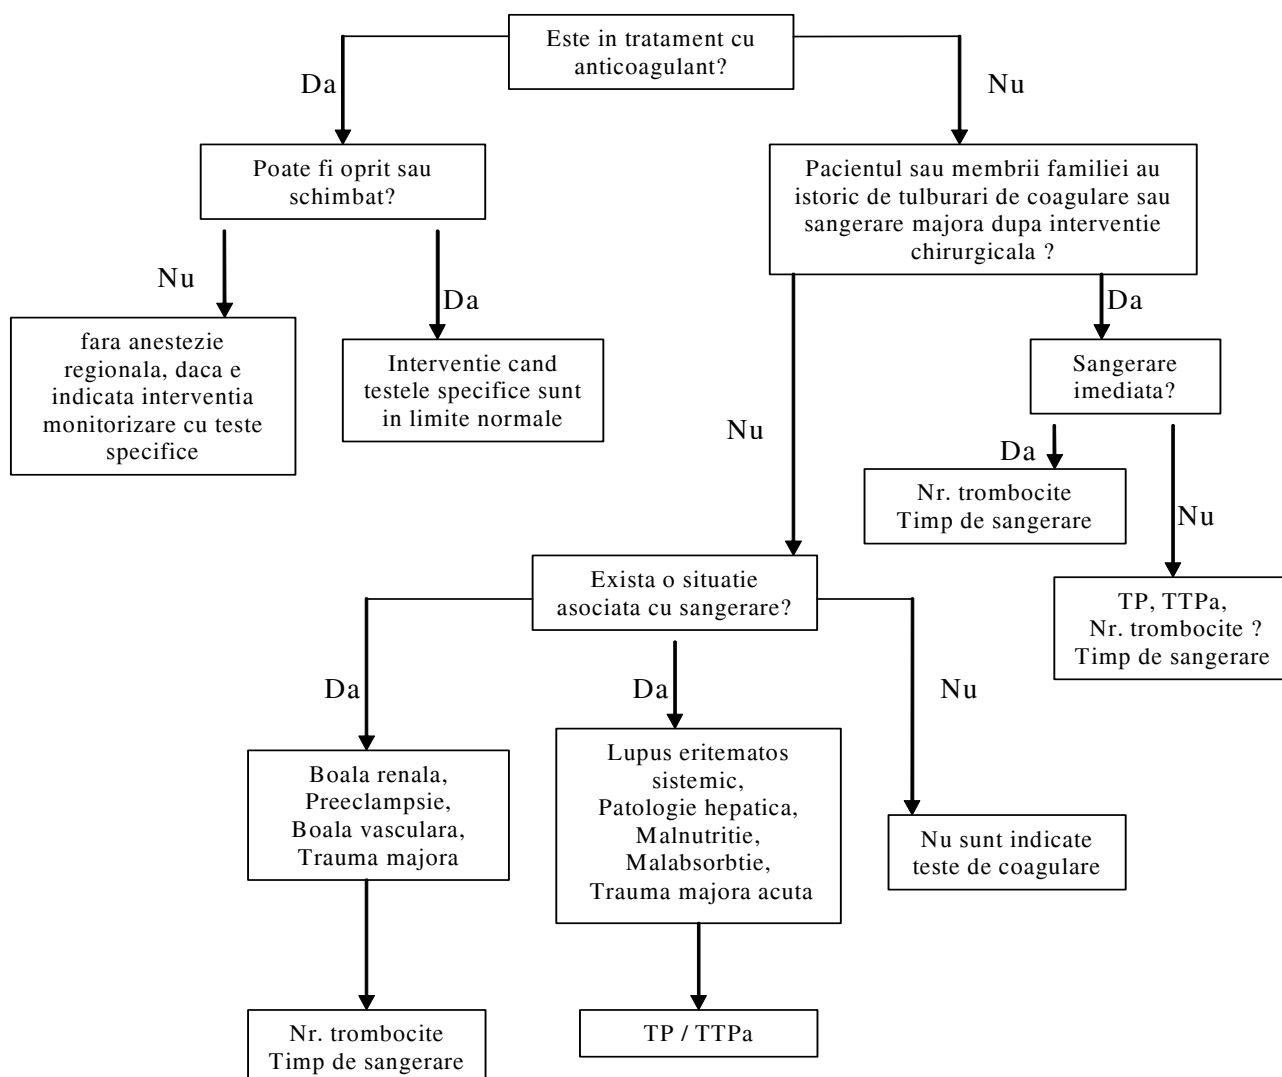 Este in tratament cu
anticoagulant?
Da
Nu
Poate fi oprit sau
schimbat?
Pacientul sau membrii familiei au
istoric de tulburari de coagulare sau
sangerare majora dupa interventie
chirurgicala ?
Nu
Da
Da
fara anestezie
regionala, daca e
indicata interventia
monitorizare cu teste
specifice
Interventie cand
testele specifice sunt
in limite normale
Sangerare
imediata?
Nu
Da
Nr. trombocite
Timp de sangerare
Nu
Exista o situatie
asociata cu sangerare?
TP, TTPa,
Nr. trombocite ?
Timp de sangerare
Da
Da
Nu
Boala renala,
Preeclampsie,
Boala vasculara,
Trauma majora
Lupus eritematos
sistemic,
Patologie hepatica,
Malnutritie,
Malabsorbtie,
Trauma majora acuta
Nu sunt indicate
teste de coagulare
Nr. trombocite
Timp de sangerare
TP / TTPa